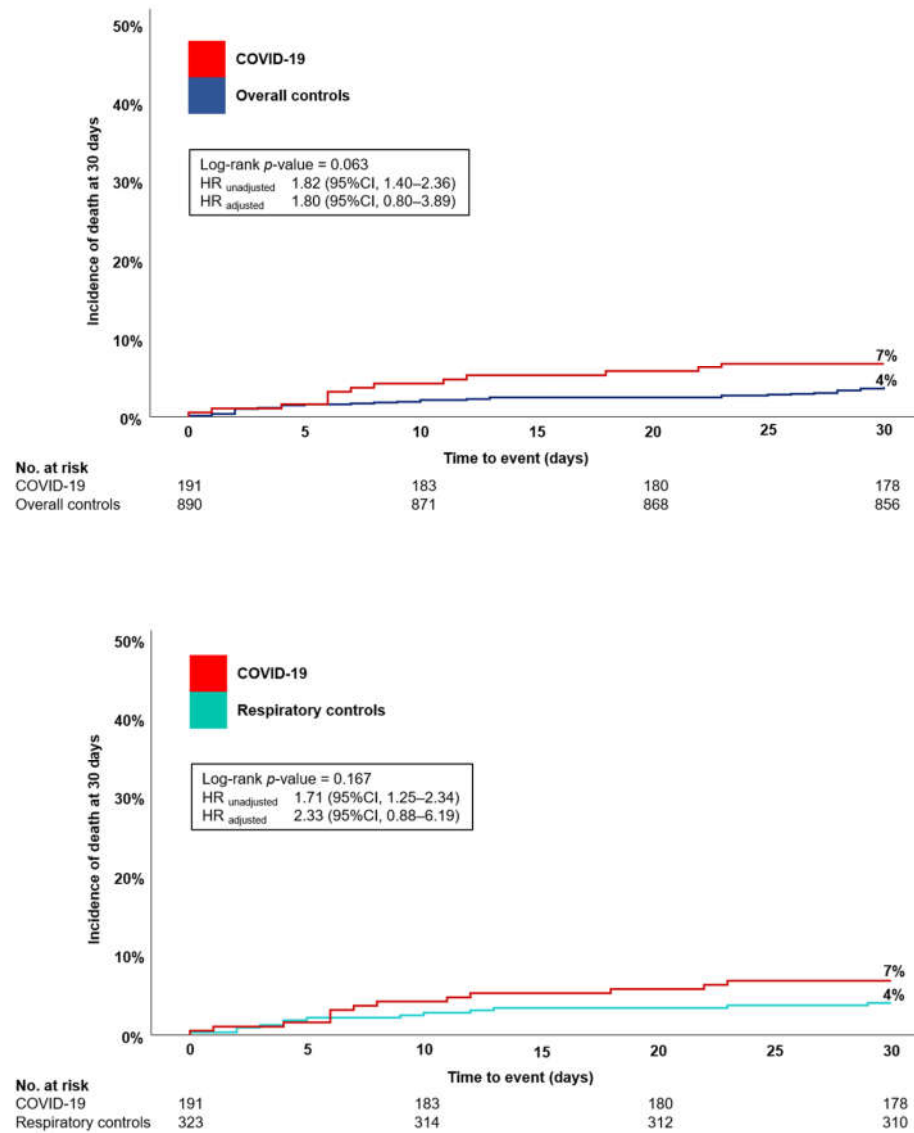 50%
COVID-19
Overall controls
40%
Log-rank p-value = 0.063
HR unadjusted 1.82 (95%CI, 1.40–2.36)
HR adjusted 1.80 (95%CI, 0.80–3.89)
30%
20%
10%
0%
Incidence of death at 30 days
7%
4%
0 5 10 15 20 25 30
Time to event (days)
No. at risk
COVID-19 191 183 180 178
Overall controls 890 871 868 856
50%
COVID-19
Respiratory controls
40%
Log-rank p-value = 0.167
HR unadjusted 1.71 (95%CI, 1.25–2.34)
HR adjusted 2.33 (95%CI, 0.88–6.19)
30%
20%
10%
0%
Incidence of death at 30 days
7%
4%
0 5 10 15 20 25 30
Time to event (days)
No. at risk
COVID-19 191 183 180 178
Respiratory controls 323 314 312 310